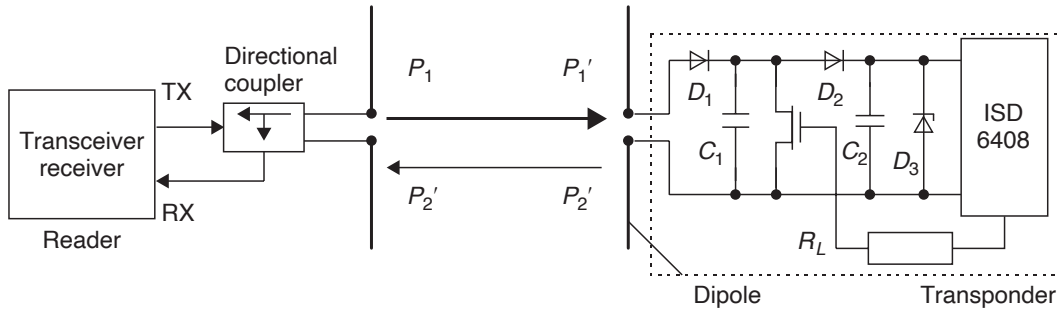 Directional
coupler
TX
Transceiver
receiver
RX
Reader
P1
P1′
P2′
P2′
D1
C1
D2
C2
D3
ISD
6408
RL
Dipole
Transponder